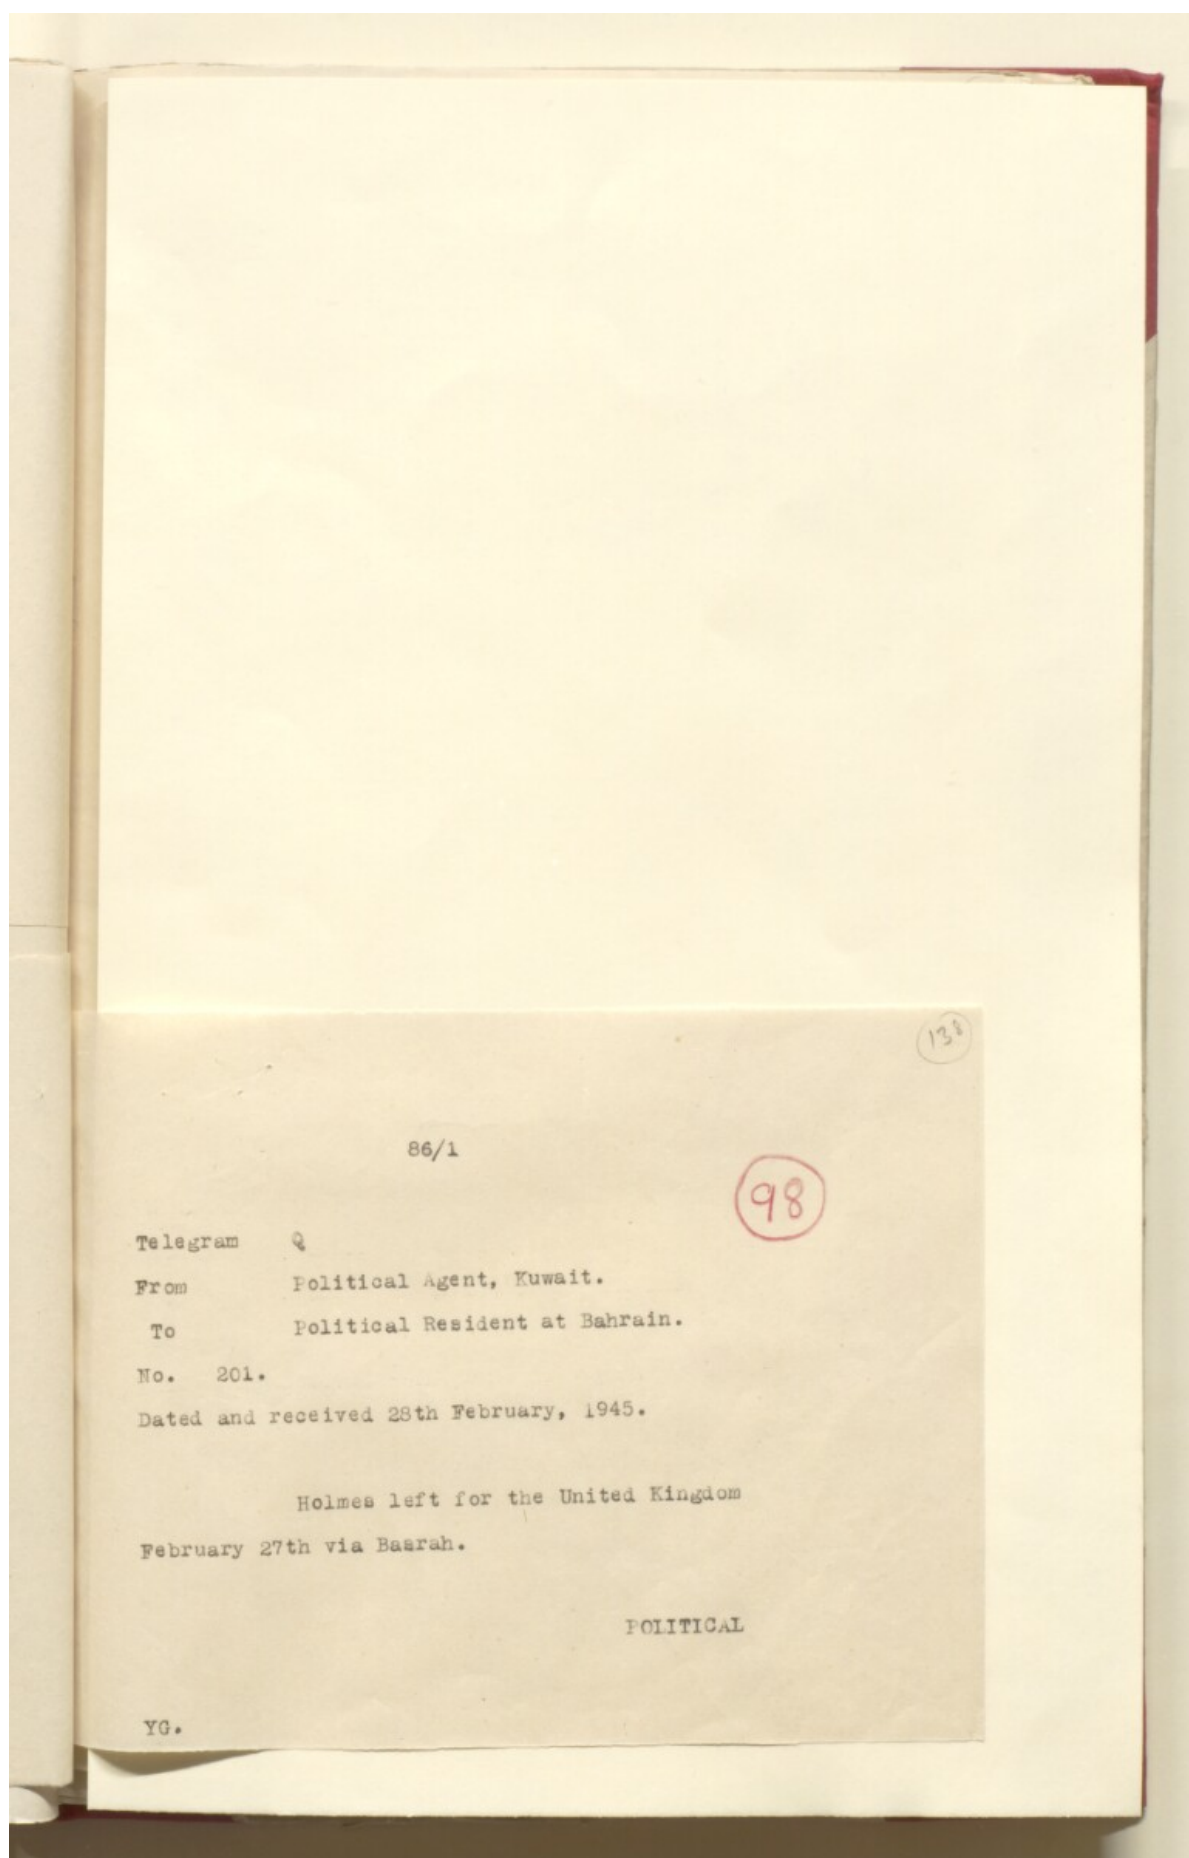 138
86/1
98
Telegram Q
From Political Agent, Kuwait.
To Political Resident at Bahrain.
No. 201.
Dated and received 28th February, 1945.
Holmes left for the United Kingdom
February 27th via Basrah.
POLITICAL
YG.